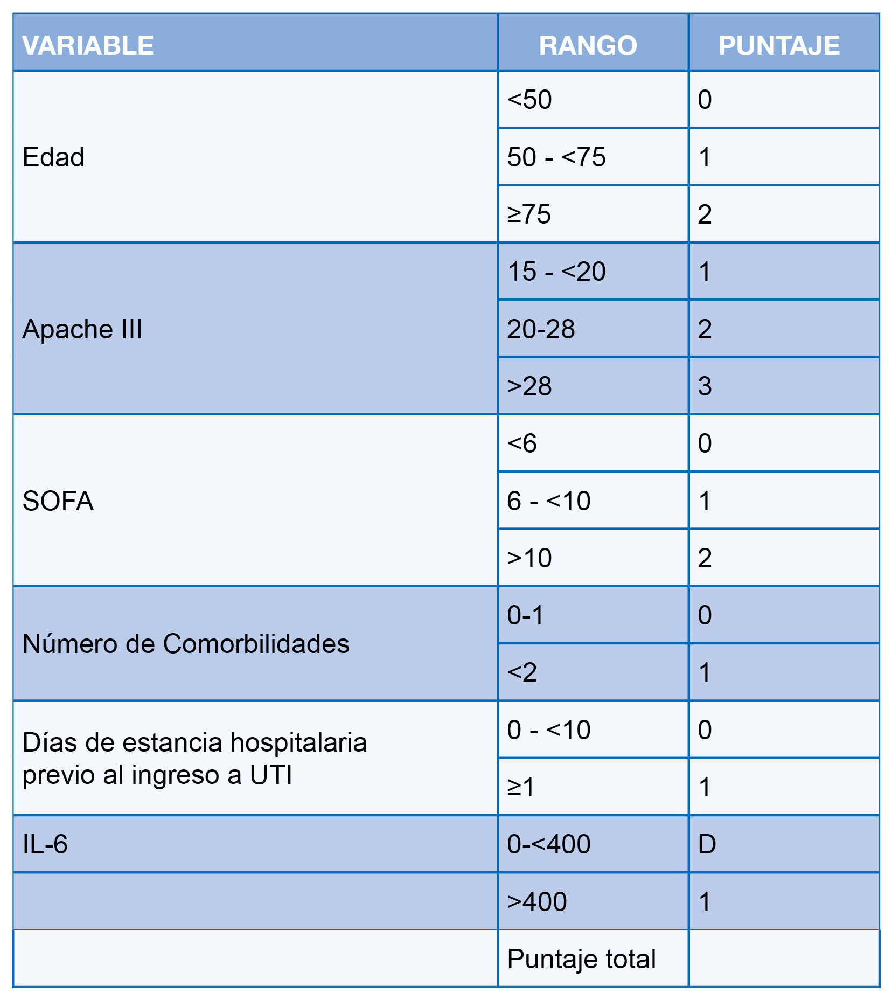 VARIABLE RANGO PUNTAJE
Edad
<50 0
50 - <75 1
≥75 2
Apache III
15 - <20 1
20-28 2
>28 3
SOFA
<6 0
6 - <10 1
>10 2
Número de Comorbilidades
0-1 0
<2 1
Días de estancia hospitalaria
previo al ingreso a UTI
0 - <10 0
≥1 1
IL-6 0-<400 D
>400 1
Puntaje total